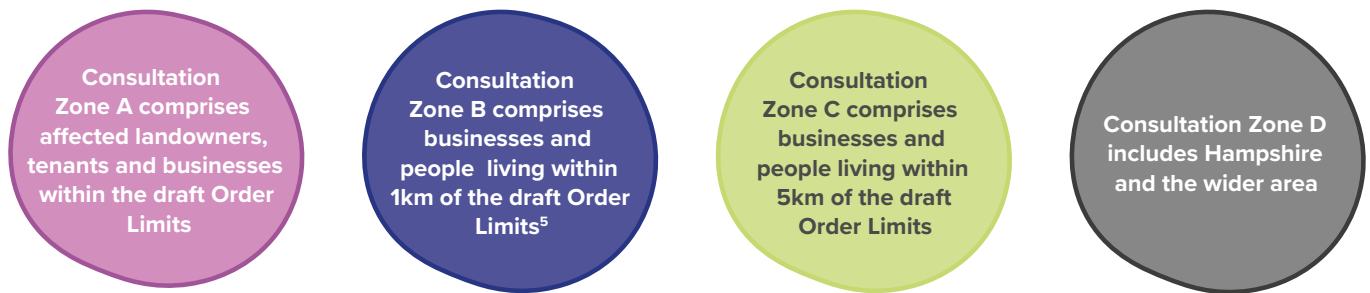 Consultation
Zone A comprises
affected landowners,
tenants and businesses
within the draft Order
Limits
Consultation
Zone B comprises
businesses and
people living within
1km of the draft Order
Limits⁵
Consultation
Zone C comprises
businesses and
people living within
5km of the draft
Order Limits
Consultation Zone D
includes Hampshire
and the wider area